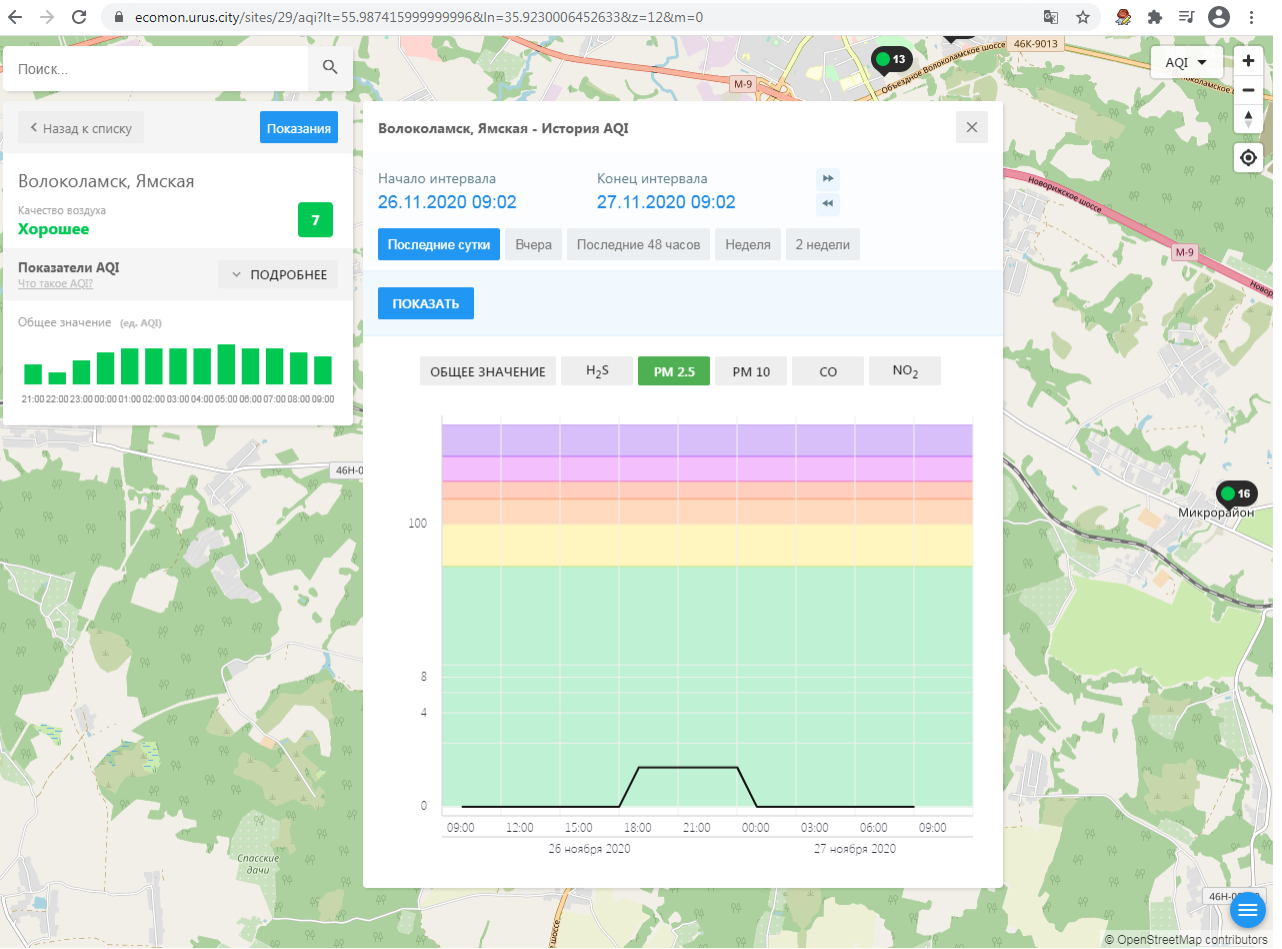 ecomon.urus.city/sites/29/aqi?lt=55.987415999999996&ln=35.9230006452633&z=12&m=0
46К-9013
13
Объездное Волоколамское шоссе
М-9
AQI
Поиск...
Назад к списку
Показания
Волоколамск, Ямская - История AQI
Волоколамск, Ямская
Качество воздуха
Хорошее
7
Начало интервала
Конец интервала
26.11.2020 09:02
27.11.2020 09:02
Последние сутки
Вчера
Последние 48 часов
Неделя
2 недели
Новорижское шоссе
М-9
Показатели AQI
Что такое AQI?
ПОДРОБНЕЕ
ПОКАЗАТЬ
Общее значение (ед. AQI)
21:00 22:00 23:00 00:00 01:00 02:00 03:00 04:00 05:00 06:00 07:00 08:00 09:00
ОБЩЕЕ ЗНАЧЕНИЕ
H2S
PM 2.5
PM 10
CO
NO2
100
8
4
0
09:00 12:00 15:00 18:00 21:00 00:00 03:00 06:00 09:00
26 ноября 2020
27 ноября 2020
16
Микрорайон
Спасские
дачи
шоссе
© OpenStreetMap contributors